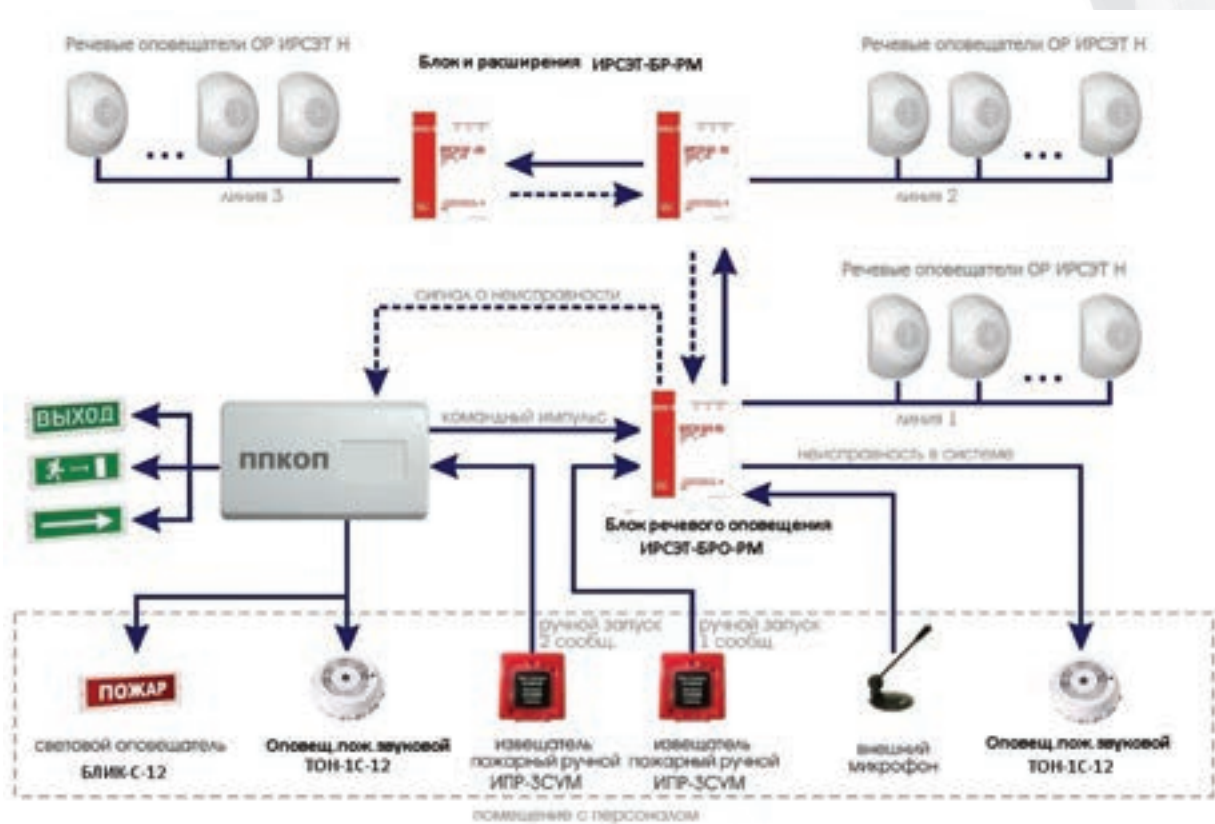 Речевые оповещатели ОР ИРСЭТ Н
Блоки расширения ИРСЭТ-БР-РМ
Речевые оповещатели ОР ИРСЭТ Н
линия 3
линия 2
Речевые оповещатели ОР ИРСЭТ Н
сигнал о неисправности
линия 1
ВЫХОД
ППКОП
командный импульс
неисправность в системе
Блок речевого оповещения
ИРСЭТ-БРО-РМ
ручной запуск
2 сообщ.
ручной запуск
1 сообщ.
ПОЖАР
световой оповещатель
БЛИК-С-12
Оповещ.пож.звуковой
ТОН-1С-12
извещатель
пожарный ручной
ИПР-3СУМ
извещатель
пожарный ручной
ИПР-3СУМ
внешний
микрофон
Оповещ.пож.звуковой
ТОН-1С-12
помещение с персоналом